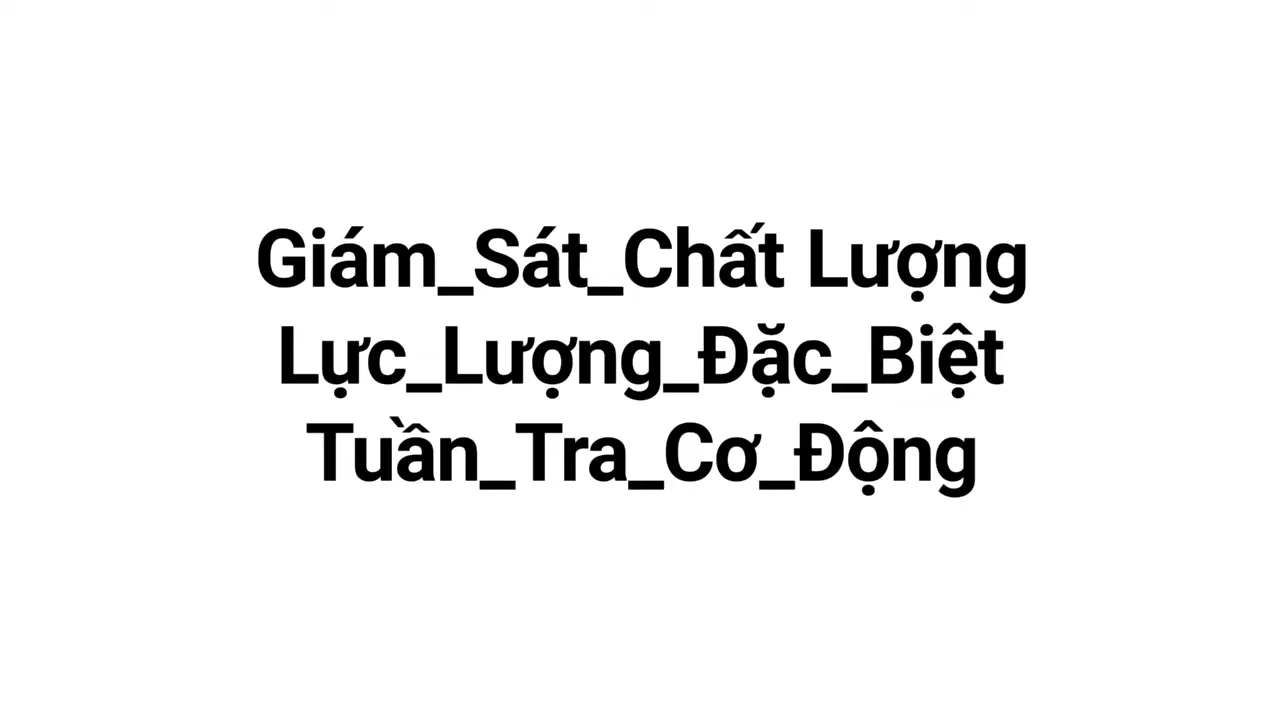 Giám_Sát_Chất Lượng
Lực_Lượng_Đặc_Biệt
Tuần_Tra_Cơ_Động